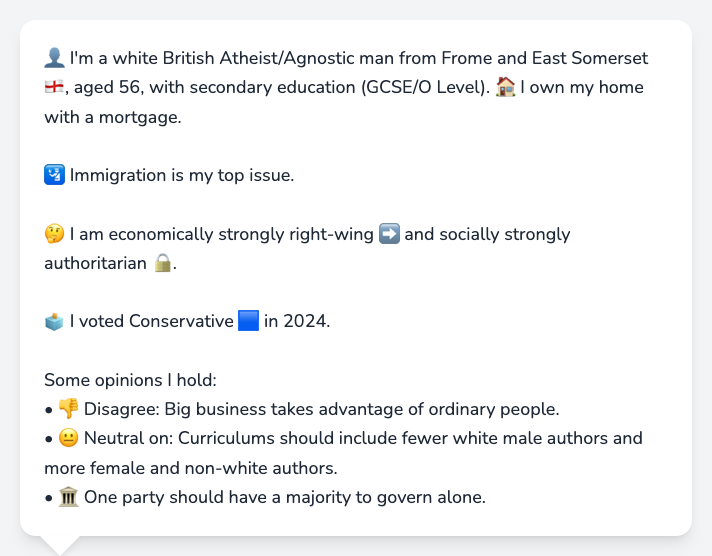 👤 I'm a white British Atheist/Agnostic man from Frome and East Somerset
🏴󠁧󠁢󠁥󠁮󠁧󠁿, aged 56, with secondary education (GCSE/O Level). 🏠 I own my home
with a mortgage.
🛂 Immigration is my top issue.
🤔 I am economically strongly right-wing ➡️ and socially strongly
authoritarian 🔒.
🗳️ I voted Conservative 🟦 in 2024.
Some opinions I hold:
• 👎 Disagree: Big business takes advantage of ordinary people.
• 😐 Neutral on: Curriculums should include fewer white male authors and
more female and non-white authors.
• 🏛️ One party should have a majority to govern alone.